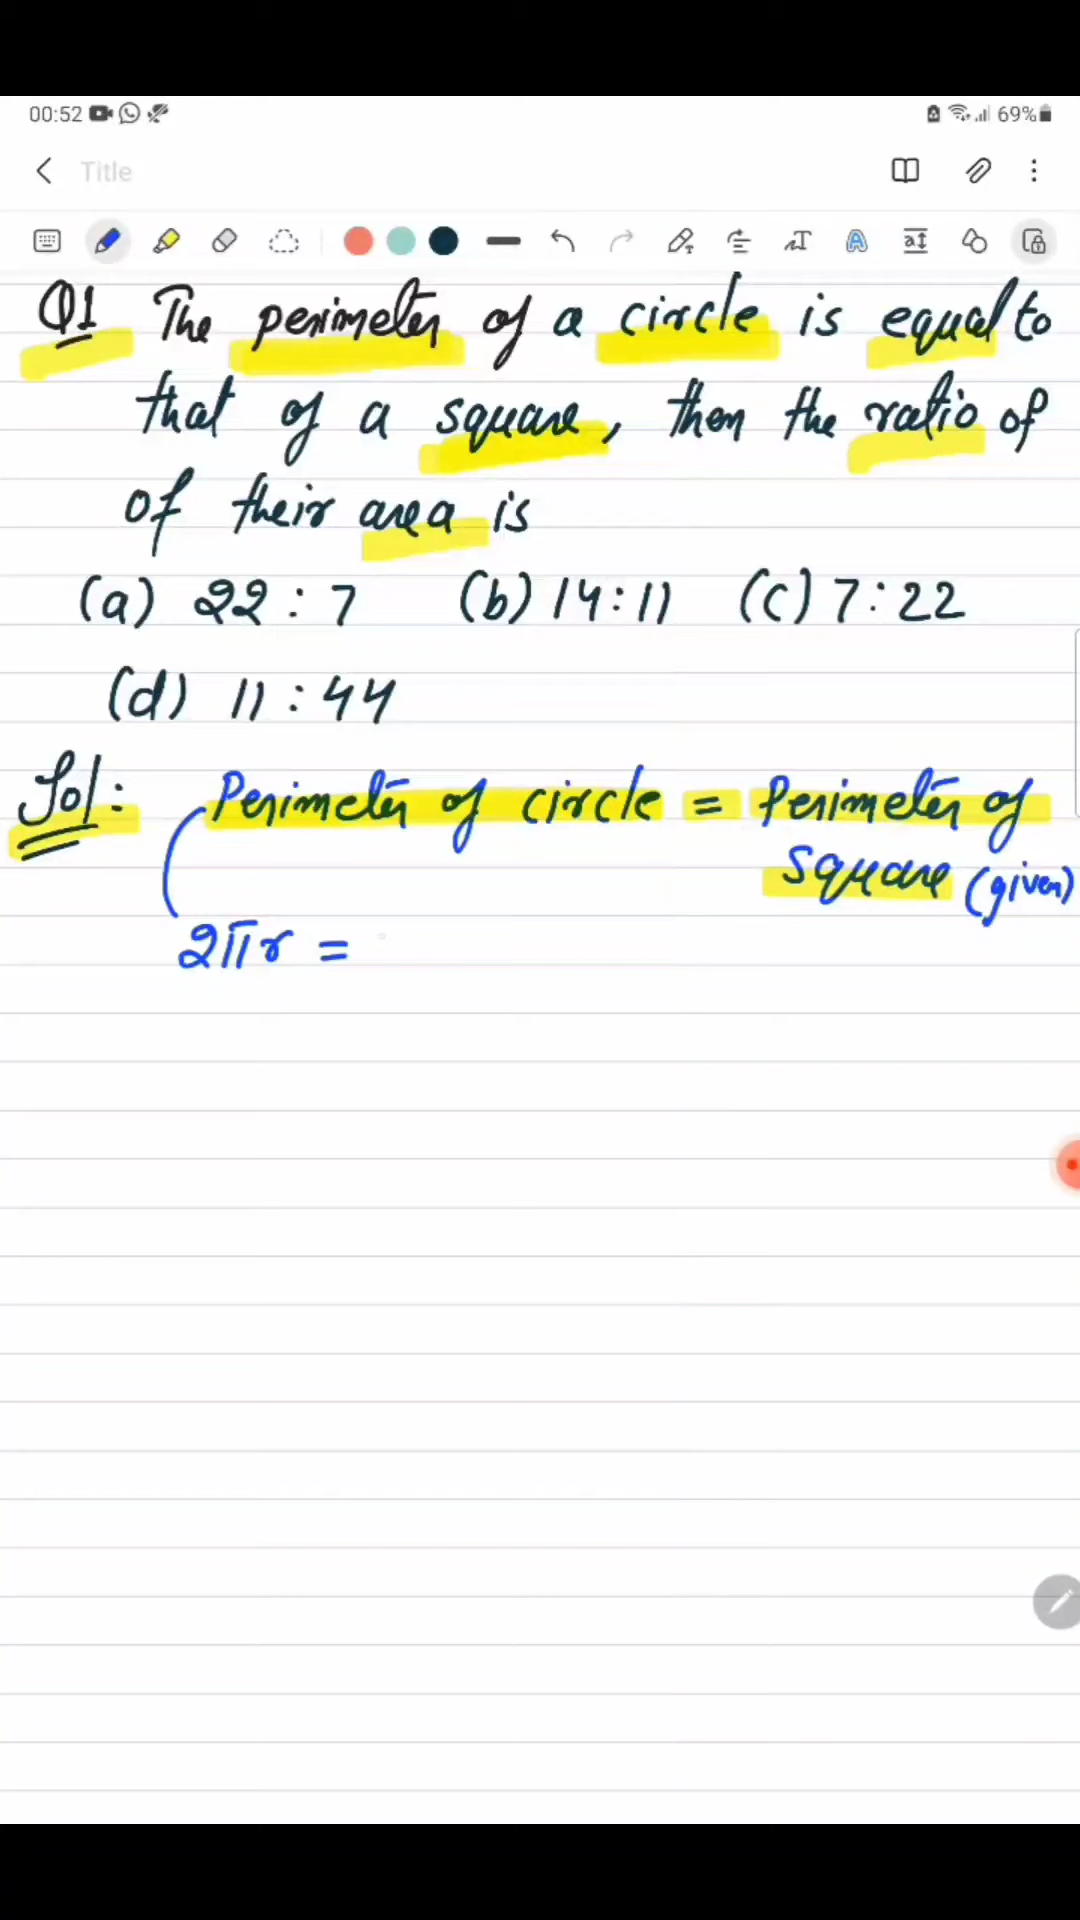 00:52 69%
Title
Q1 The perimeter of a circle is equal to
that of a square, then the ratio of
of their area is
(a) 22 : 7 (b) 14:11 (c) 7:22
(d) 11 : 44
Sol: Perimeter of circle = Perimeter of
square (given)
2πr =